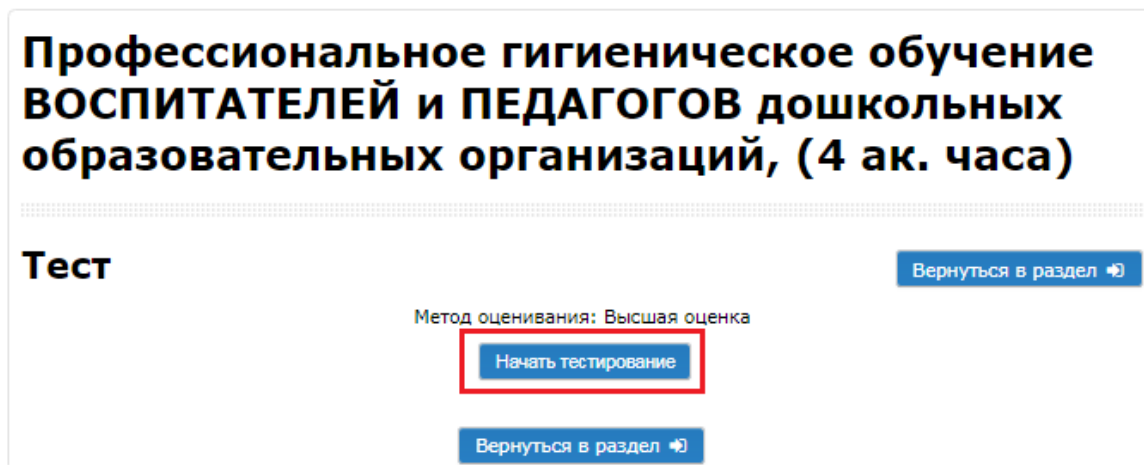 Профессиональное гигиеническое обучение
ВОСПИТАТЕЛЕЙ и ПЕДАГОГОВ дошкольных
образовательных организаций, (4 ак. часа)
Тест
Вернуться в раздел
Метод оценивания: Высшая оценка
Начать тестирование
Вернуться в раздел